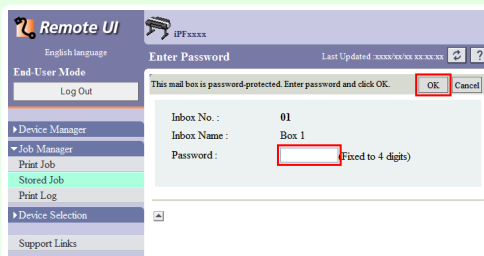 Remote UI
English language
End-User Mode
Log Out
▶Device Manager
▼Job Manager
Print Job
Stored Job
Print Log
▶Device Selection
Support Links
iPFxxxx
Enter Password
Last Updated :xxxx/xx/xx xx:xx:xx
?
This mail box is password-protected. Enter password and click OK.
OK
Cancel
Inbox No. : 01
Inbox Name : Box 1
Password : (Fixed to 4 digits)